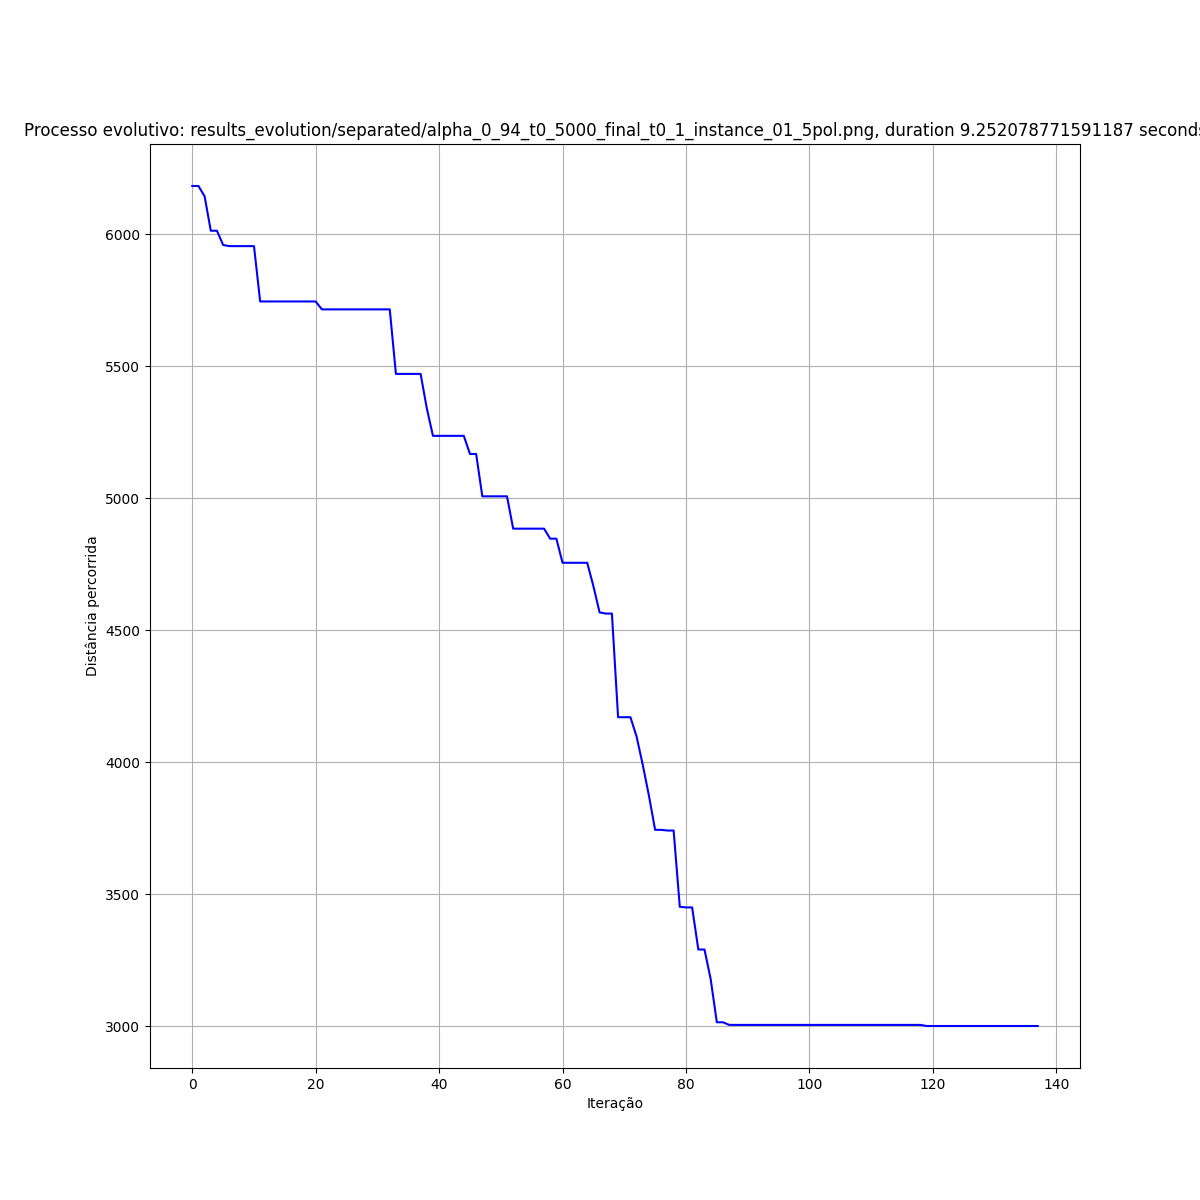 Processo evolutivo: results_evolution/separated/alpha_0_94_t0_5000_final_t0_1_instance_01_5pol.png, duration 9.252078771591187 seconds
6000
5500
5000
4500
4000
3500
3000
Distância percorrida
0 20 40 60 80 100 120 140
Iteração